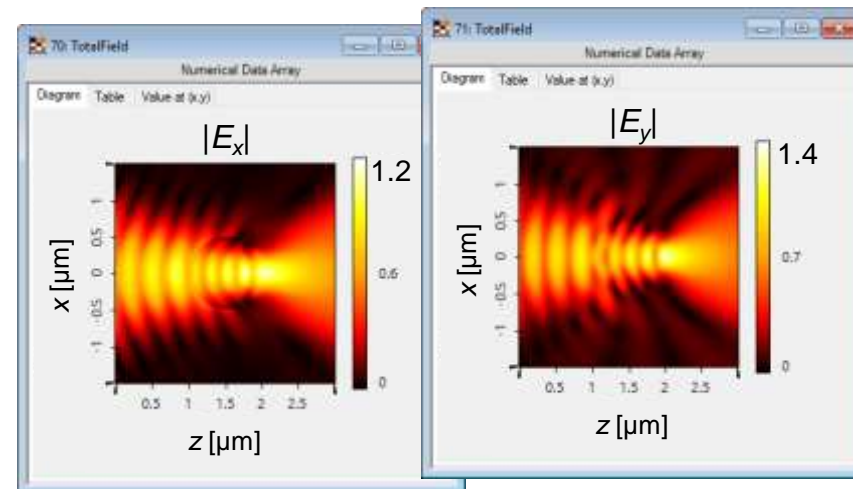 70: TotalField
Numerical Data Array
Diagram Table Value at (x,y)
|Ex|
1.2
0.6
0
x [μm]
1
0.5
0
-0.5
-1
0.5 1 1.5 2 2.5
z [μm]
71: TotalField
Numerical Data Array
Diagram Table Value at (x,y)
|Ey|
1.4
0.7
0
x [μm]
1
0.5
0
-0.5
-1
0.5 1 1.5 2 2.5
z [μm]